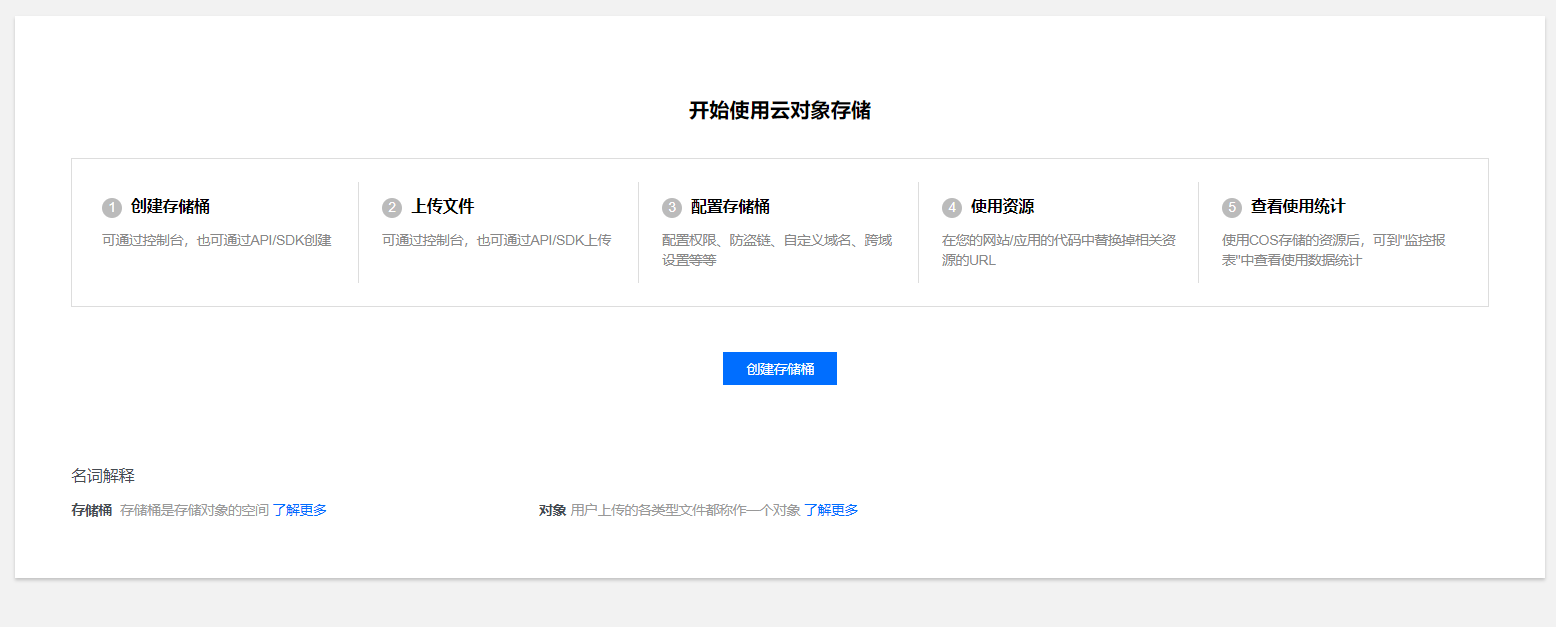 开始使用云对象存储
1 创建存储桶
可通过控制台，也可通过API/SDK创建
2 上传文件
可通过控制台，也可通过API/SDK上传
3 配置存储桶
配置权限、防盗链、自定义域名、跨域
设置等等
4 使用资源
在您的网站/应用的代码中替换掉相关资
源的URL
5 查看使用统计
使用COS存储的资源后，可到"监控报
表"中查看使用数据统计
创建存储桶
名词解释
存储桶 存储桶是存储对象的空间 了解更多
对象 用户上传的各类型文件都称作一个对象 了解更多